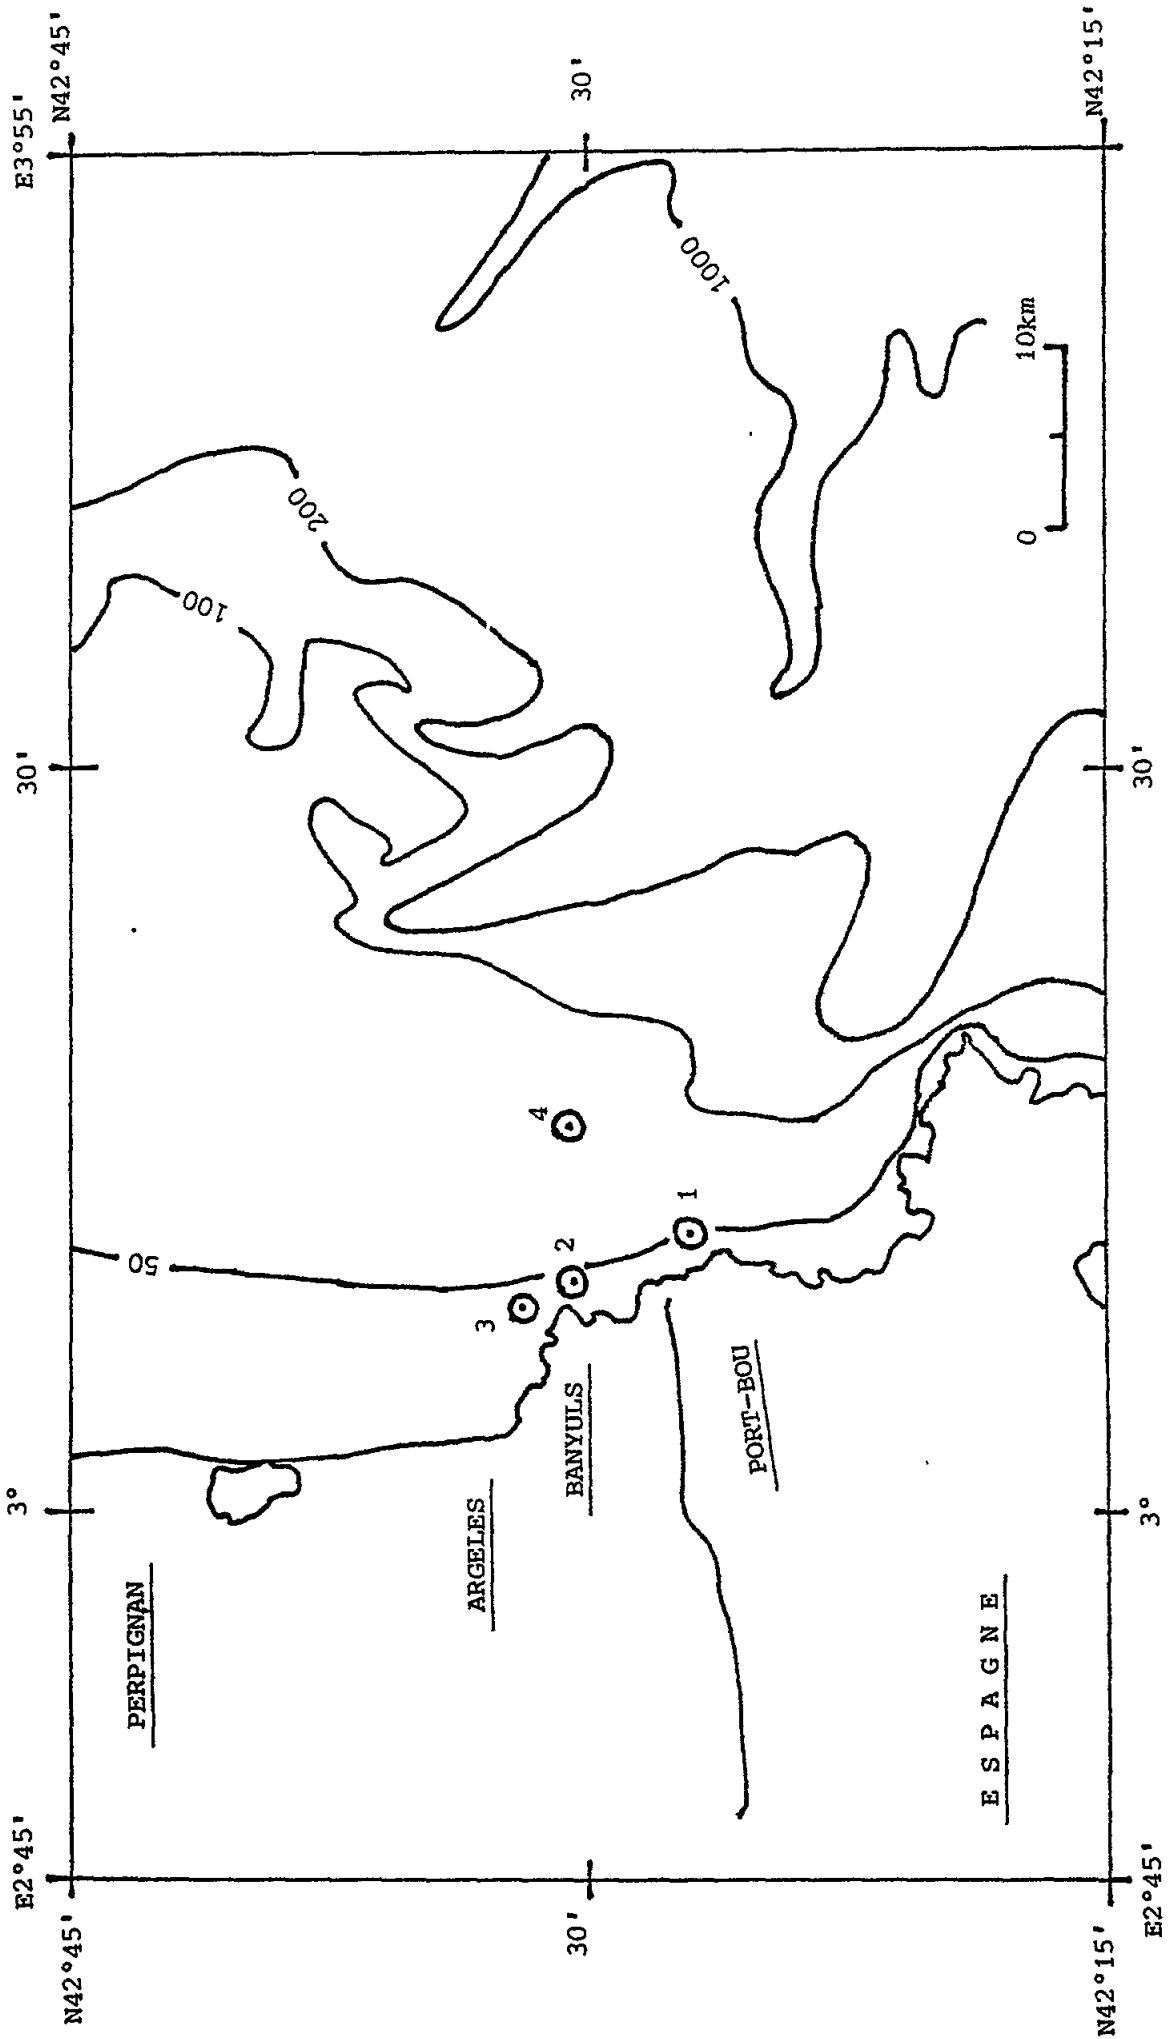 E2°45'
3°
30'
E3°55'
N42°45'
N42°45'
PERPIGNAN
50
100
200
3
4
ARGELES
2
30'
BANYULS
30'
1
1000
PORT-BOU
ESPAGNE
0
10km
N42°15'
N42°15'
E2°45'
3°
30'